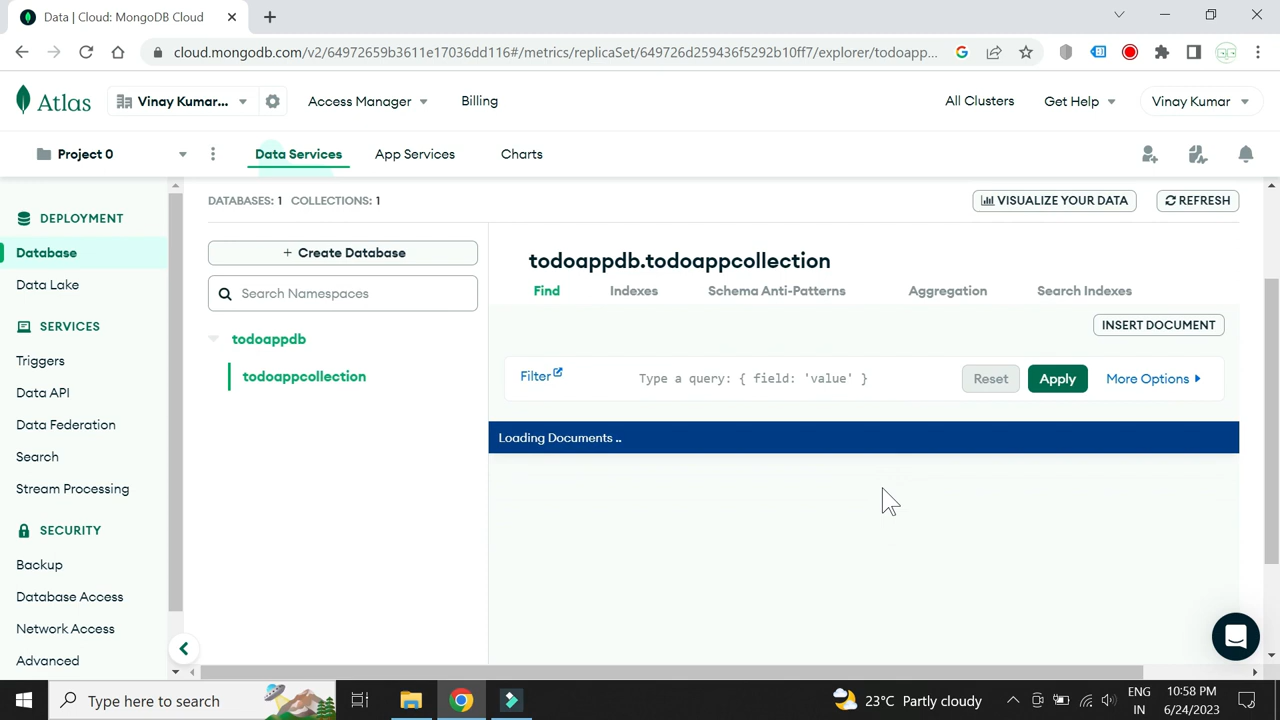 Data | Cloud: MongoDB Cloud
cloud.mongodb.com/v2/64972659b3611e17036dd116#/metrics/replicaSet/649726d259436f5292b10ff7/explorer/todoapp...
Atlas
Vinay Kumar...
Access Manager
Billing
All Clusters
Get Help
Vinay Kumar
Project 0
Data Services
App Services
Charts
DATABASES: 1 COLLECTIONS: 1
VISUALIZE YOUR DATA
REFRESH
DEPLOYMENT
Database
Data Lake
SERVICES
Triggers
Data API
Data Federation
Search
Stream Processing
SECURITY
Backup
Database Access
Network Access
Advanced
+ Create Database
Search Namespaces
todoappdb
todoappcollection
todoappdb.todoappcollection
Find
Indexes
Schema Anti-Patterns
Aggregation
Search Indexes
INSERT DOCUMENT
Filter
Type a query: { field: 'value' }
Reset
Apply
More Options
Loading Documents ..
Type here to search
23°C Partly cloudy
ENG
IN
10:58 PM
6/24/2023